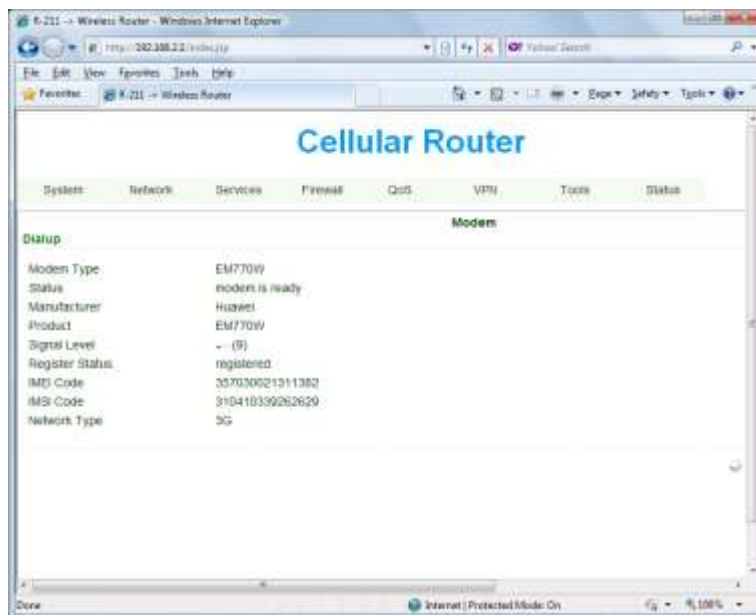 R-211 -> Wireless Router - Windows Internet Explorer
File Edit View Favorites Tools Help
Favorites R-211 -> Wireless Router Page Safety Tools
Cellular Router
System Network Services Firewall QoS VPN Tools Status
Modem
Dialup
Modem Type EM770W
Status modem is ready
Manufacturer Huawei
Product EM770W
Signal Level (9)
Register Status registered
IMEI Code 357030021311382
IMSI Code 310410339262629
Network Type 3G
Done Internet | Protected Mode: On 100%